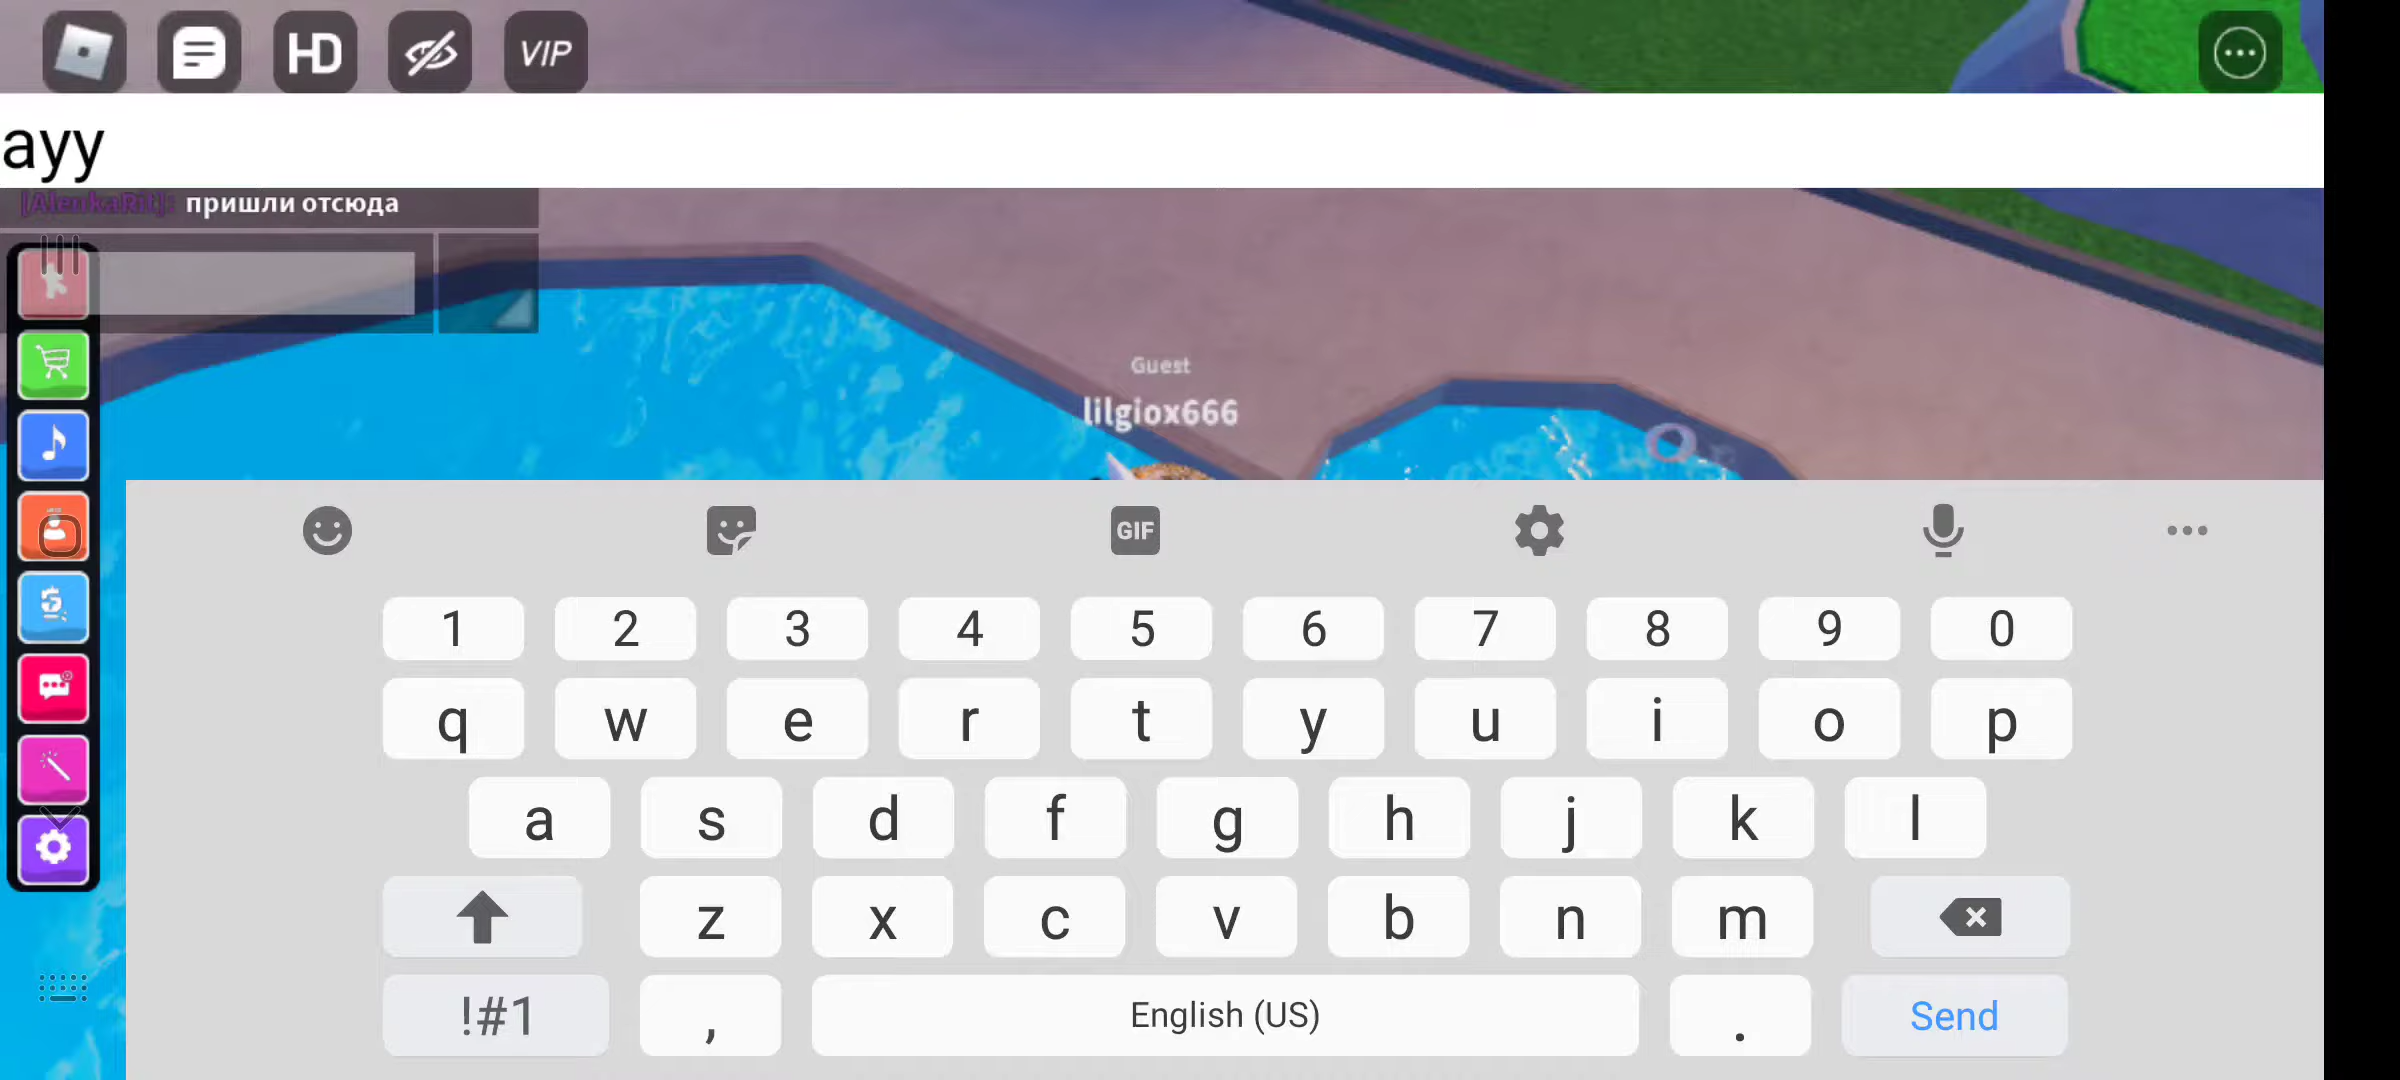 HD
VIP
ayy
[AlenkaRit]: пришли отсюда
Guest
lilgiox666
GIF
1 2 3 4 5 6 7 8 9 0
q w e r t y u i o p
a s d f g h j k l
z x c v b n m
!#1 , English (US) . Send